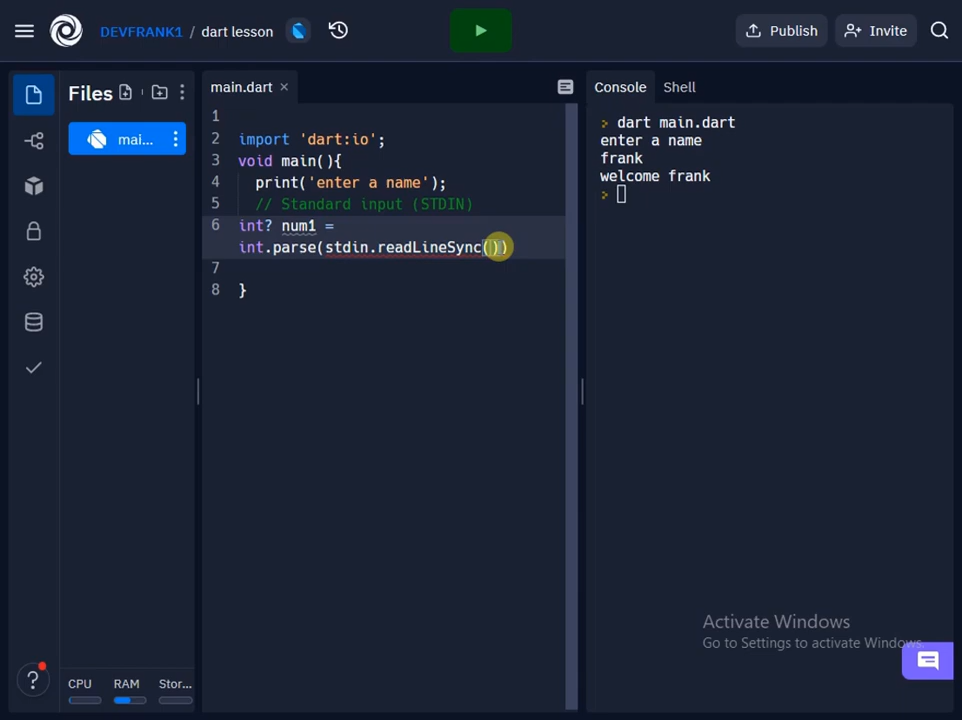 DEVFRANK1 / dart lesson
Publish
Invite
Files
mai...
main.dart ×
Console
Shell
1
2 import 'dart:io';
3 void main(){
4 print('enter a name');
5 // Standard input (STDIN)
6 int? num1 =
int.parse(stdin.readLineSync())
7
8 }
> dart main.dart
enter a name
frank
welcome frank
>
Activate Windows
Go to Settings to activate Windows.
?
CPU RAM Stor...